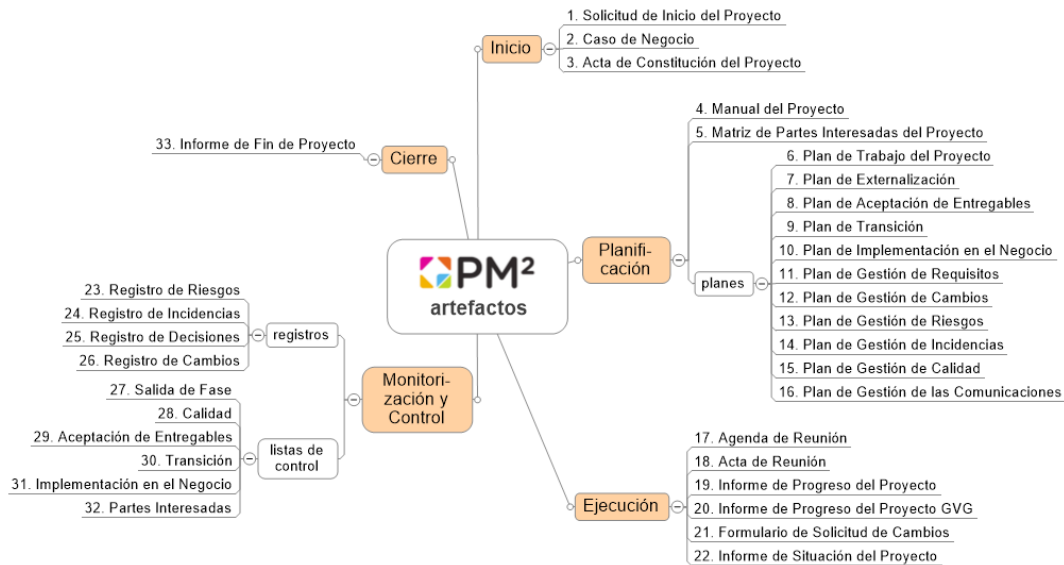 PM²
artefactos
Inicio
1. Solicitud de Inicio del Proyecto
2. Caso de Negocio
3. Acta de Constitución del Proyecto
Planifi-
cación
4. Manual del Proyecto
5. Matriz de Partes Interesadas del Proyecto
planes
6. Plan de Trabajo del Proyecto
7. Plan de Externalización
8. Plan de Aceptación de Entregables
9. Plan de Transición
10. Plan de Implementación en el Negocio
11. Plan de Gestión de Requisitos
12. Plan de Gestión de Cambios
13. Plan de Gestión de Riesgos
14. Plan de Gestión de Incidencias
15. Plan de Gestión de Calidad
16. Plan de Gestión de las Comunicaciones
Ejecución
17. Agenda de Reunión
18. Acta de Reunión
19. Informe de Progreso del Proyecto
20. Informe de Progreso del Proyecto GVG
21. Formulario de Solicitud de Cambios
22. Informe de Situación del Proyecto
Monitori-
zación y
Control
registros
23. Registro de Riesgos
24. Registro de Incidencias
25. Registro de Decisiones
26. Registro de Cambios
listas de
control
27. Salida de Fase
28. Calidad
29. Aceptación de Entregables
30. Transición
31. Implementación en el Negocio
32. Partes Interesadas
Cierre
33. Informe de Fin de Proyecto